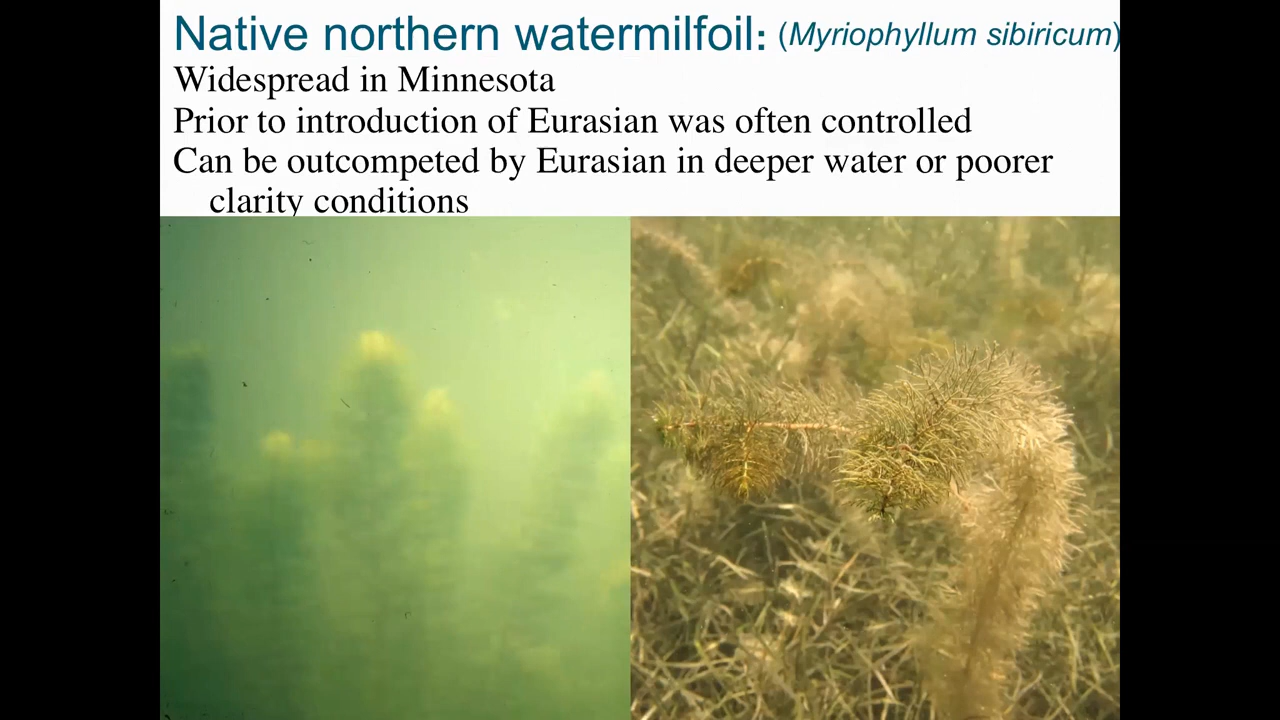 Native northern watermilfoil: (Myriophyllum sibiricum)
Widespread in Minnesota
Prior to introduction of Eurasian was often controlled
Can be outcompeted by Eurasian in deeper water or poorer
clarity conditions